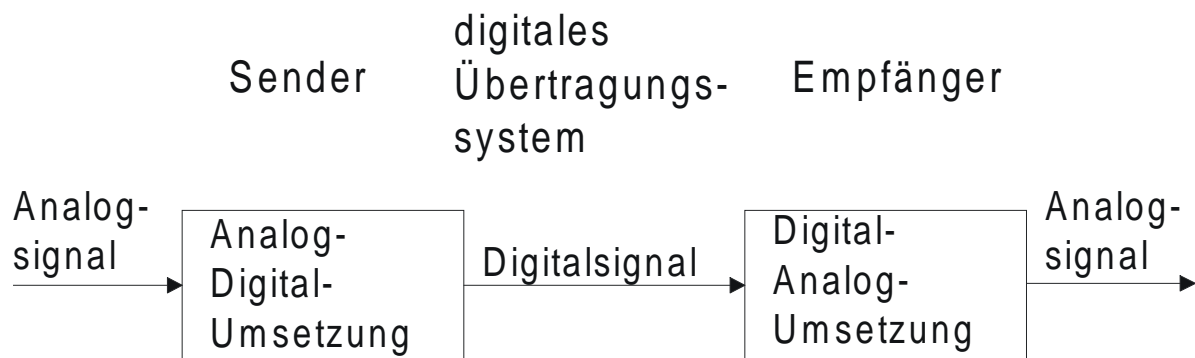 Sender
digitales
Übertragungs-
system
Empfänger
Analog-
signal
Analog-
Digital-
Umsetzung
Digitalsignal
Digital-
Analog-
Umsetzung
Analog-
signal